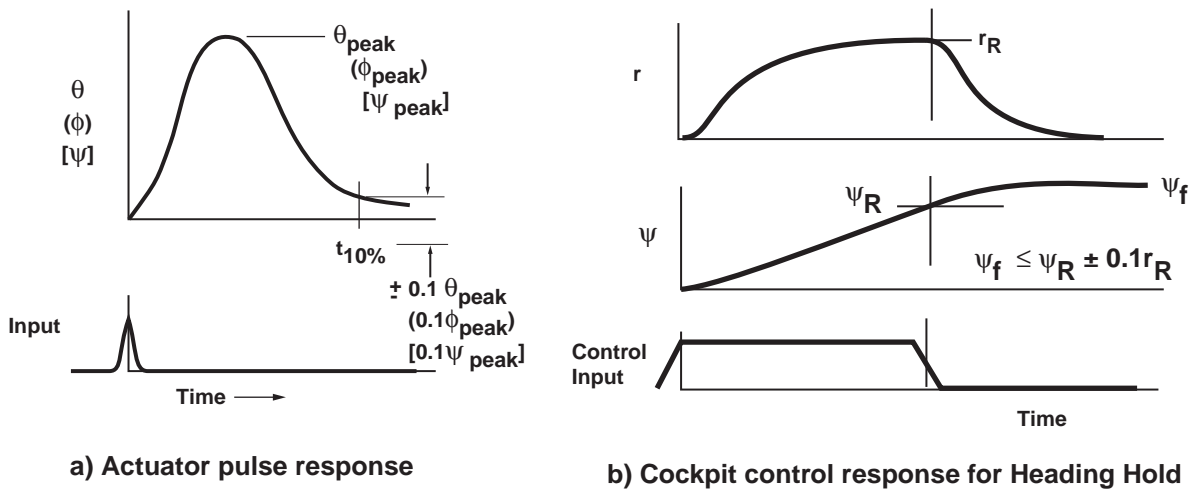 θpeak
(ϕpeak)
[ψ peak]
θ
(ϕ)
[ψ]
t10%
± 0.1 θpeak
(0.1ϕpeak)
[0.1ψ peak]
Input
Time
a) Actuator pulse response
r
rR
ψ
ψR
ψf
ψf ≤ ψR ± 0.1rR
Control
Input
Time
b) Cockpit control response for Heading Hold